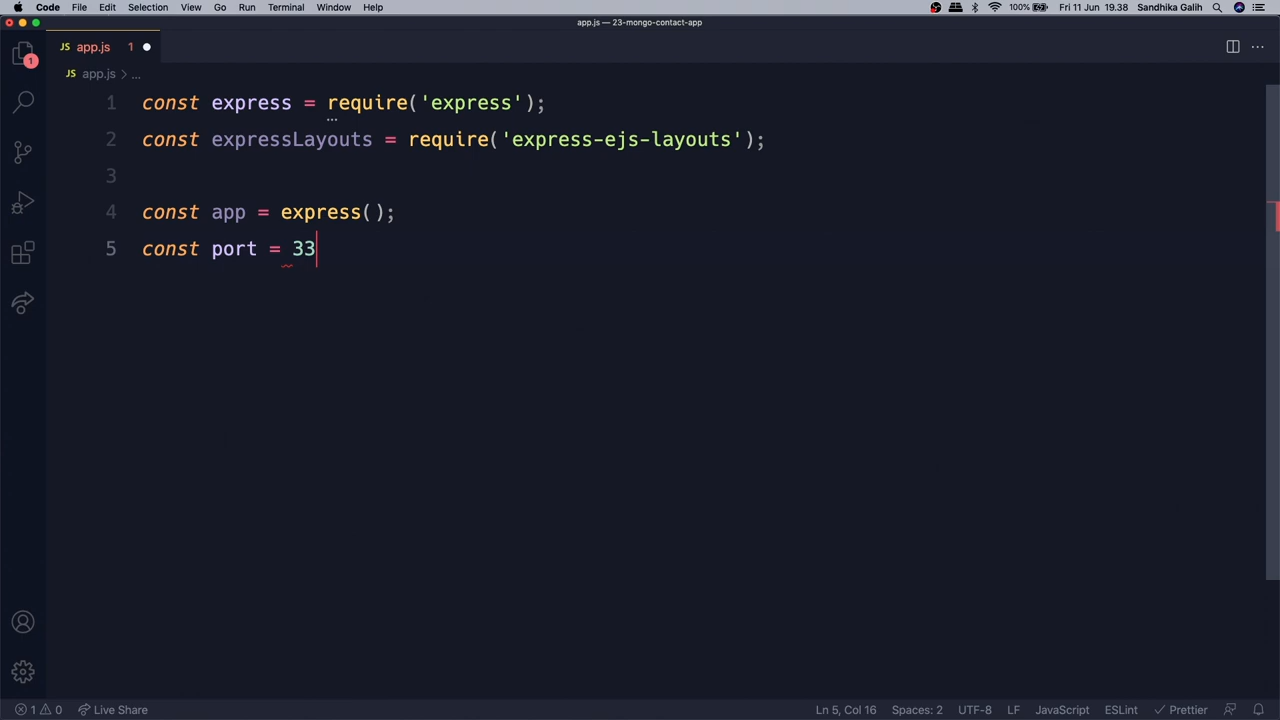 Code File Edit Selection View Go Run Terminal Window Help 100% Fri 11 Jun 19.38 Sandhika Galih
app.js — 23-mongo-contact-app
1
JS app.js 1
JS app.js > ...
1 const express = require('express');
2 const expressLayouts = require('express-ejs-layouts');
3
4 const app = express();
5 const port = 33
1 0 Live Share Ln 5, Col 16 Spaces: 2 UTF-8 LF JavaScript ESLint Prettier